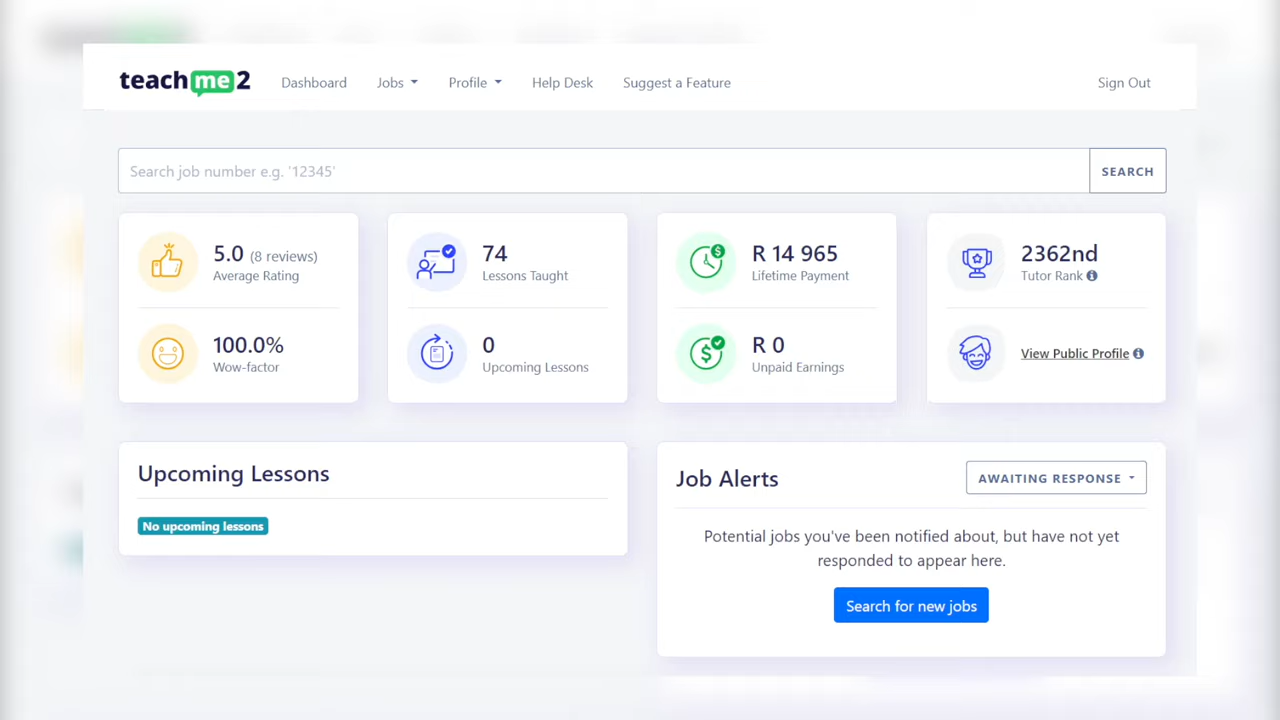 teachme2 Dashboard Jobs Profile Help Desk Suggest a Feature Sign Out
Search job number e.g. '12345' SEARCH
5.0 (8 reviews)
Average Rating
100.0%
Wow-factor
74
Lessons Taught
0
Upcoming Lessons
R 14 965
Lifetime Payment
R 0
Unpaid Earnings
2362nd
Tutor Rank
View Public Profile
Upcoming Lessons
No upcoming lessons
Job Alerts AWAITING RESPONSE
Potential jobs you've been notified about, but have not yet
responded to appear here.
Search for new jobs